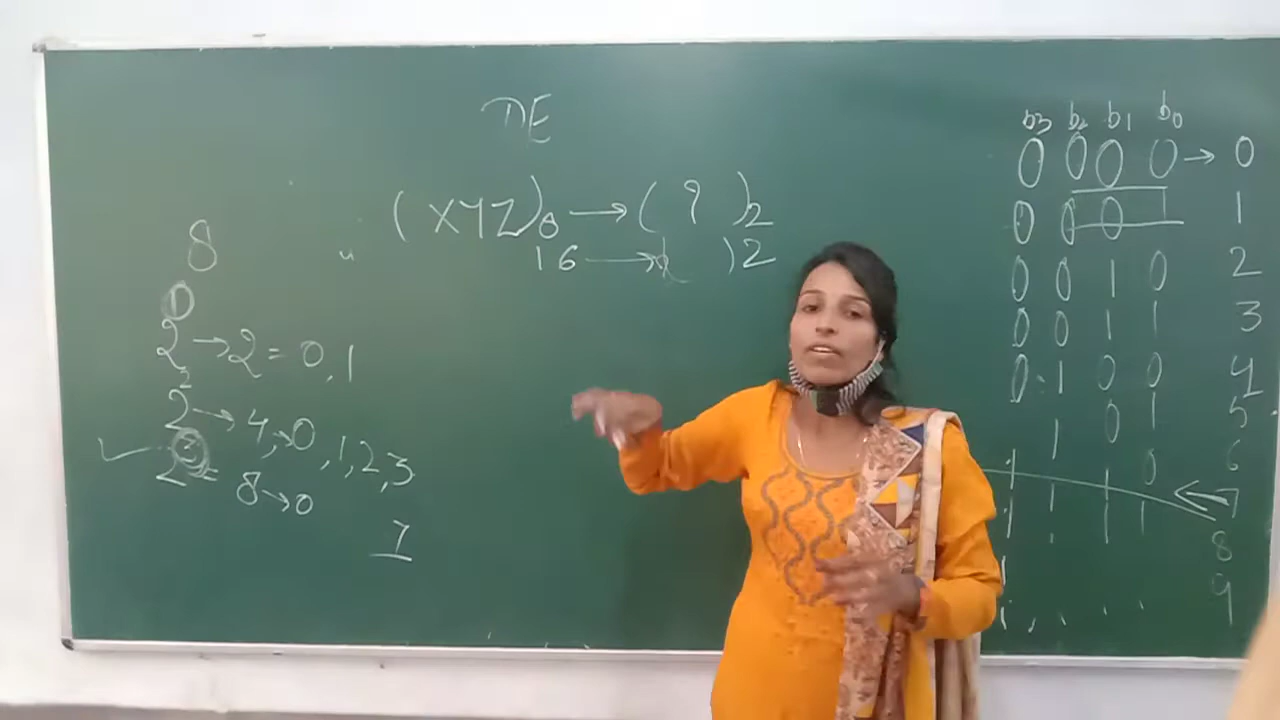 DE
(XYZ)8 → ( ? )2
16 → ( )2
8
2^1 → 2 = 0, 1
2^2 → 4, → 0, 1, 2, 3
✓ 2^3 = 8 → 0
7
b3 b2 b1 b0
0 0 0 0 → 0
0 0 0 1 1
0 0 1 0 2
0 0 1 1 3
0 1 0 0 4
1 0 1 5
0 6
1 1 1 1 ← 7
8
9